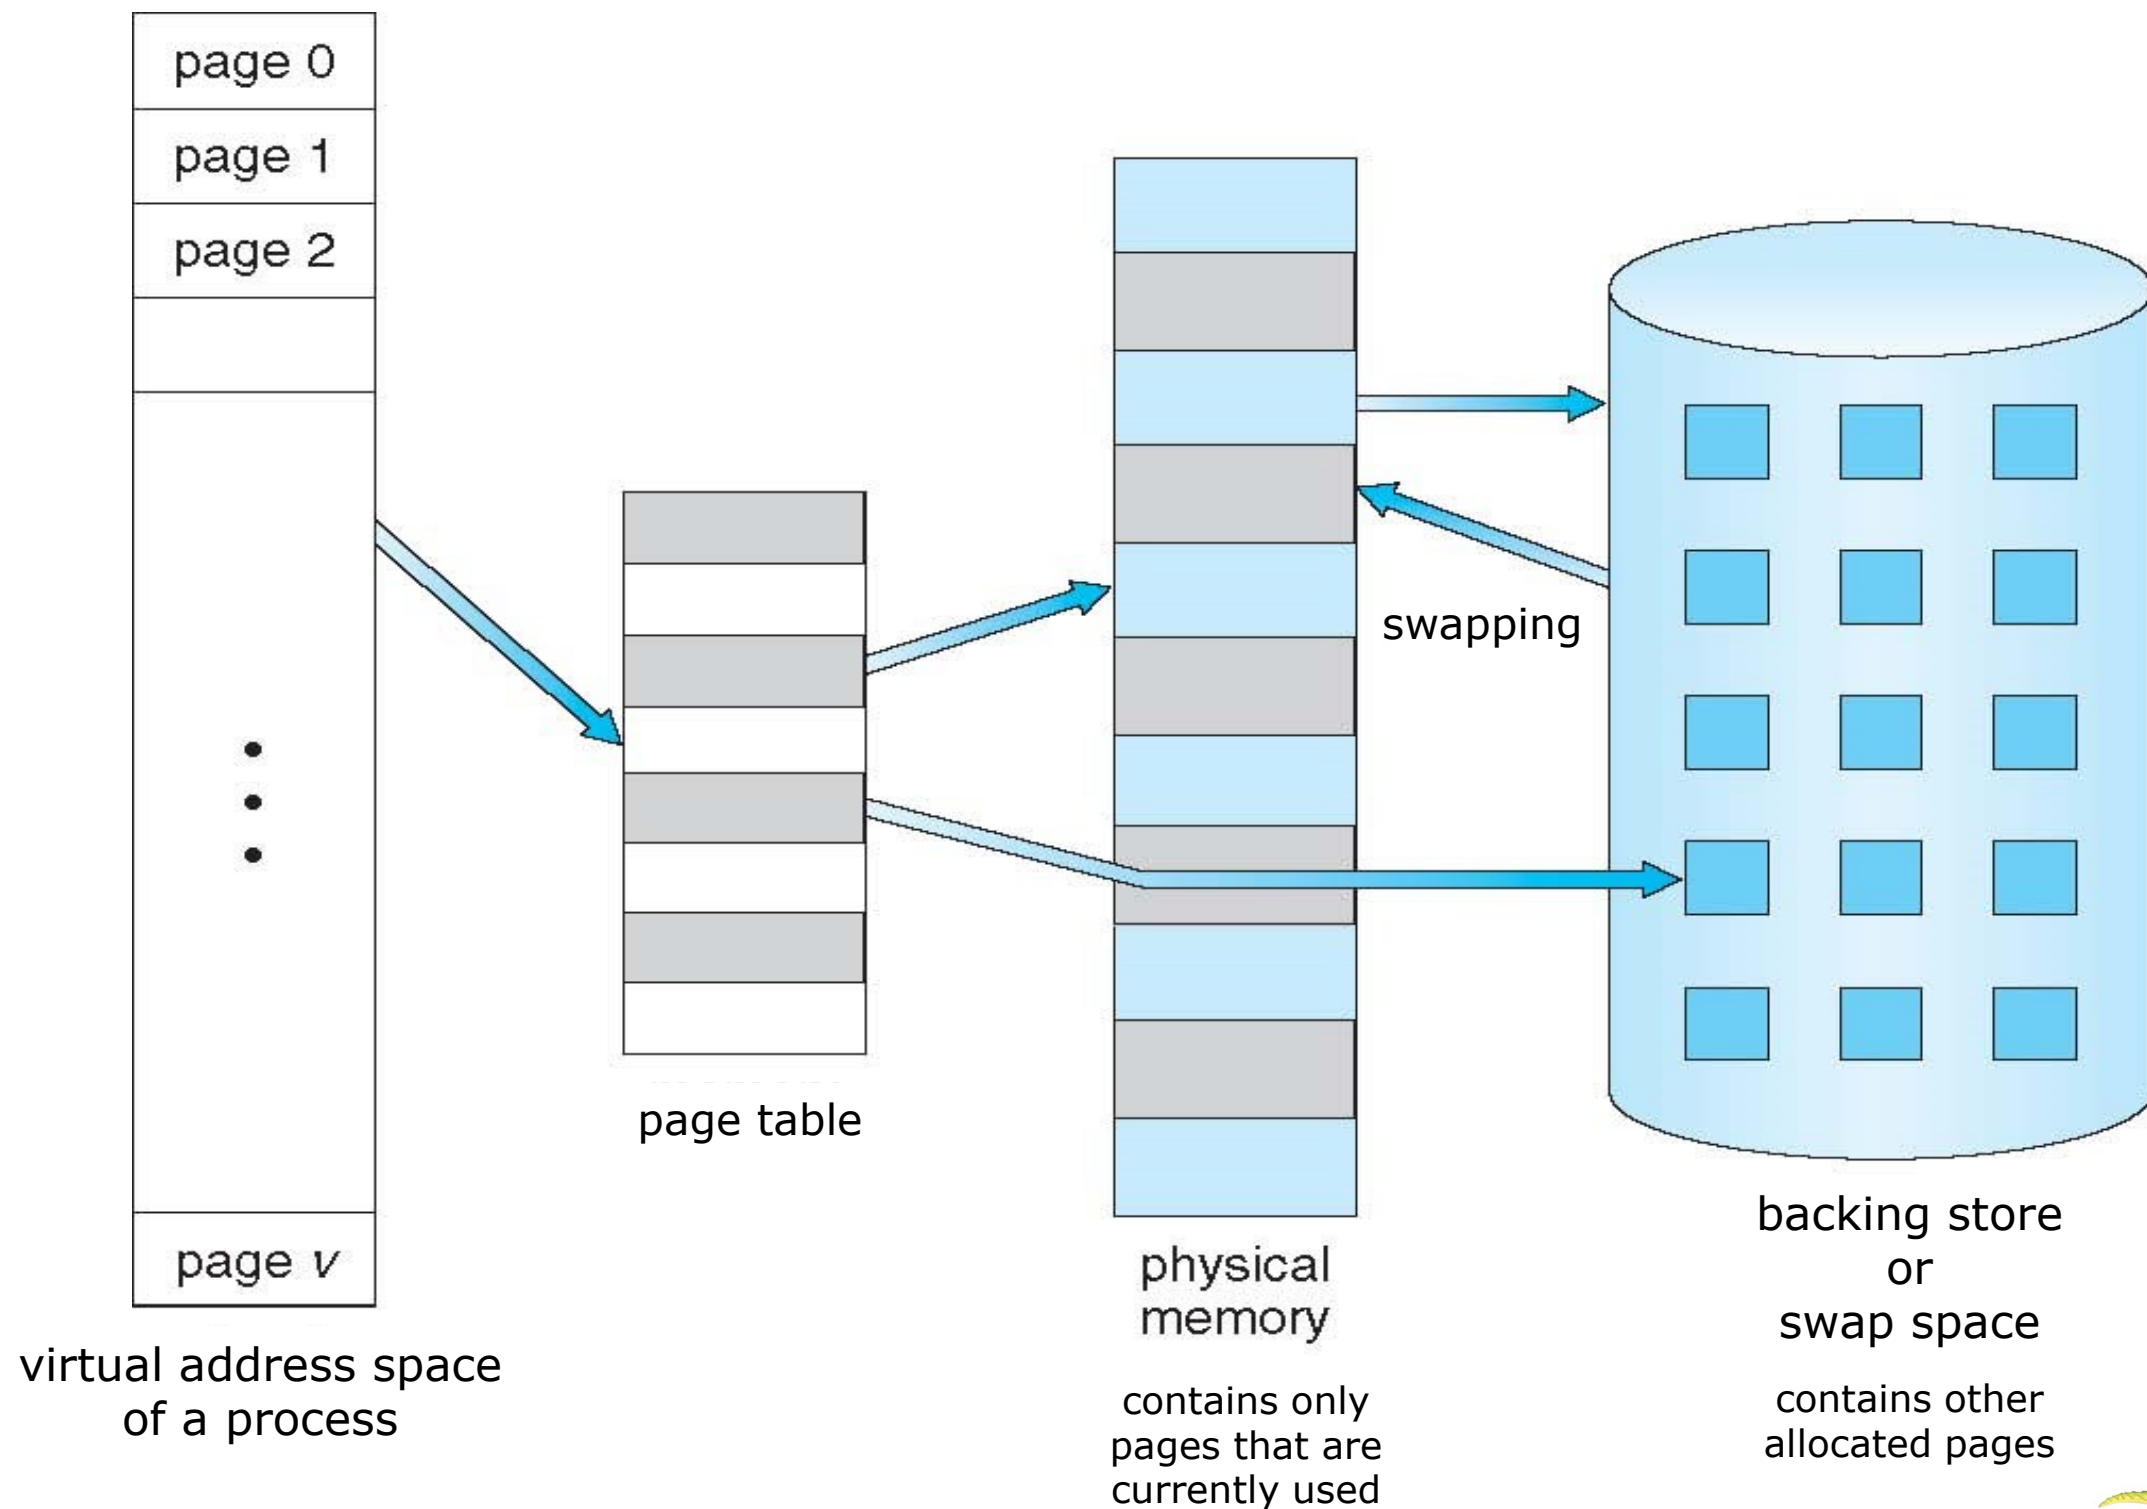 page 0
page 1
page 2
page v
virtual address space
of a process
page table
physical
memory
contains only
pages that are
currently used
swapping
backing store
or
swap space
contains other
allocated pages